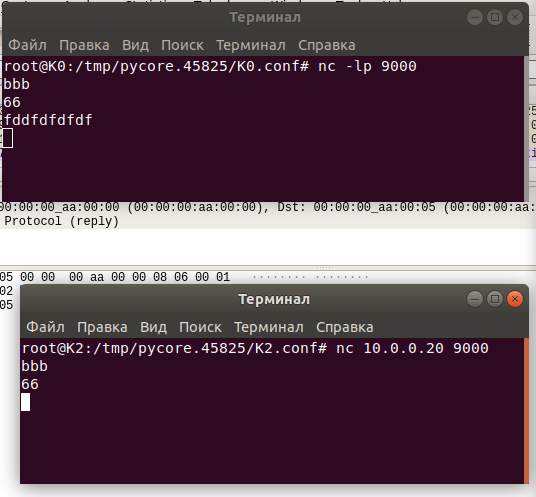 Терминал
Файл Правка Вид Поиск Терминал Справка
root@K0:/tmp/pycore.45825/K0.conf# nc -lp 9000
bbb
66
fddfdfdfdf
00:00:00_aa:00:00 (00:00:00:aa:00:00), Dst: 00:00:00_aa:00:05 (00:00:00:aa:
Protocol (reply)
05 00 00 00 aa 00 00 08 06 00 01 ········ ········
02
05
Терминал
Файл Правка Вид Поиск Терминал Справка
root@K2:/tmp/pycore.45825/K2.conf# nc 10.0.0.20 9000
bbb
66